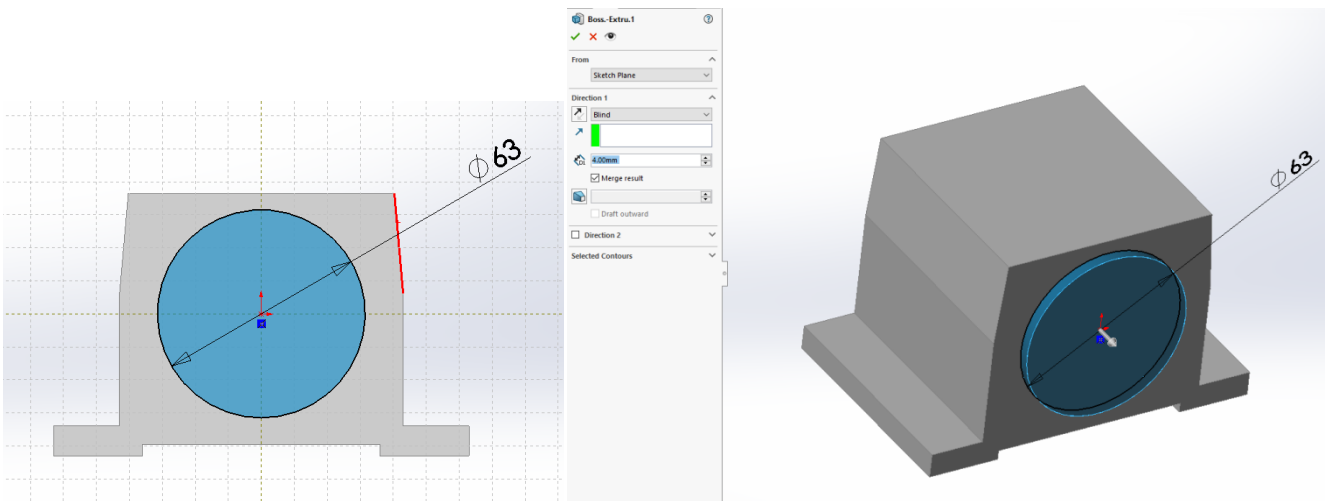 ⌀ 63
Boss.-Extru.1
From
Sketch Plane
Direction 1
Blind
4.00mm
Merge result
Draft outward
Direction 2
Selected Contours
⌀ 63